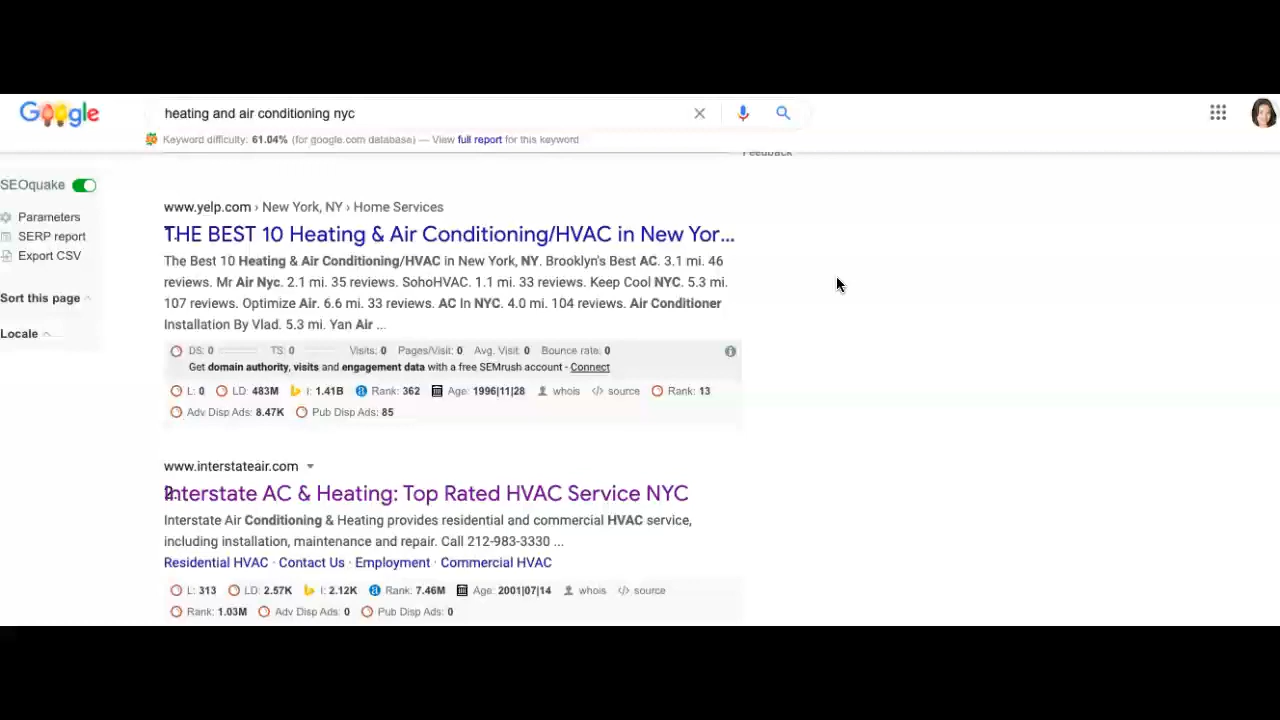 Google
heating and air conditioning nyc
Keyword difficulty: 61.04% (for google.com database) — View full report for this keyword
Feedback
SEOquake
Parameters
SERP report
Export CSV
Sort this page
Locale
www.yelp.com › New York, NY › Home Services
THE BEST 10 Heating & Air Conditioning/HVAC in New Yor...
The Best 10 Heating & Air Conditioning/HVAC in New York, NY. Brooklyn's Best AC. 3.1 mi. 46
reviews. Mr Air Nyc. 2.1 mi. 35 reviews. SohoHVAC. 1.1 mi. 33 reviews. Keep Cool NYC. 5.3 mi.
107 reviews. Optimize Air. 6.6 mi. 33 reviews. AC In NYC. 4.0 mi. 104 reviews. Air Conditioner
Installation By Vlad. 5.3 mi. Yan Air ...
DS: 0 TS: 0 Visits: 0 Pages/Visit: 0 Avg. Visit: 0 Bounce rate: 0
Get domain authority, visits and engagement data with a free SEMrush account - Connect
L: 0 LD: 483M I: 1.41B Rank: 362 Age: 1996|11|28 whois </> source Rank: 13
Adv Disp Ads: 8.47K Pub Disp Ads: 85
www.interstateair.com
2.
Interstate AC & Heating: Top Rated HVAC Service NYC
Interstate Air Conditioning & Heating provides residential and commercial HVAC service,
including installation, maintenance and repair. Call 212-983-3330 ...
Residential HVAC · Contact Us · Employment · Commercial HVAC
L: 313 LD: 2.57K I: 2.12K Rank: 7.46M Age: 2001|07|14 whois </> source
Rank: 1.03M Adv Disp Ads: 0 Pub Disp Ads: 0